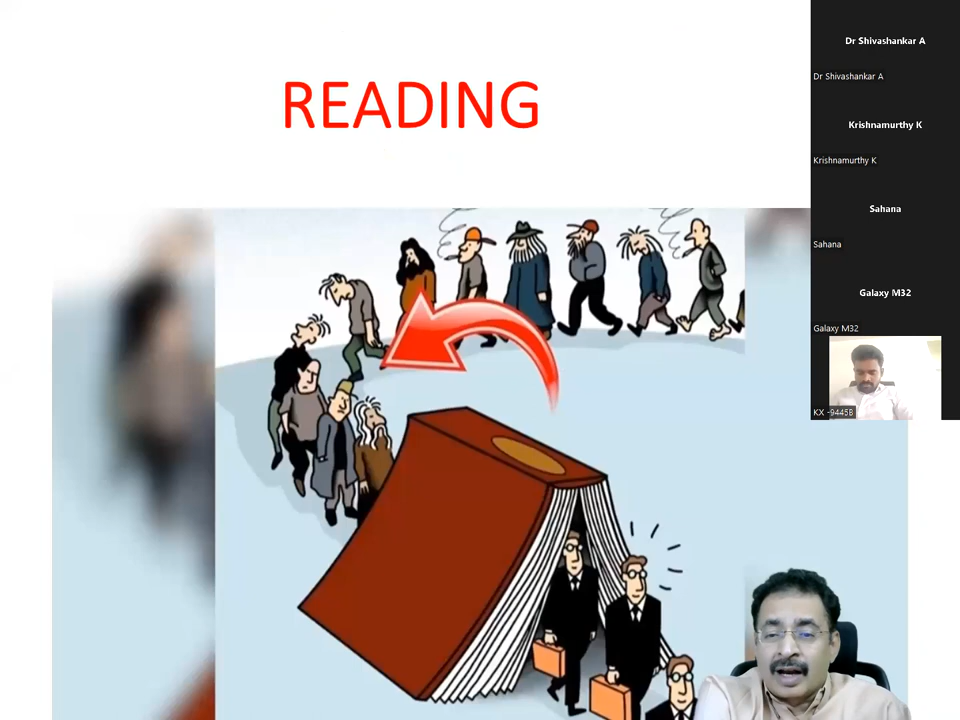 READING
Dr Shivashankar A
Dr Shivashankar A
Krishnamurthy K
Krishnamurthy K
Sahana
Sahana
Galaxy M32
Galaxy M32
KX -9445B